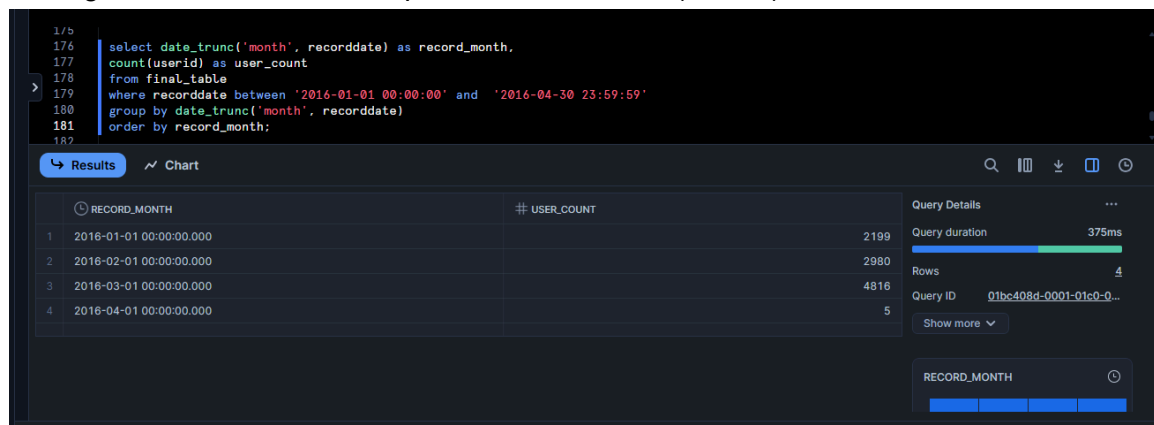 175
176 select date_trunc('month', recorddate) as record_month,
177 count(userid) as user_count
178 from final_table
179 where recorddate between '2016-01-01 00:00:00' and '2016-04-30 23:59:59'
180 group by date_trunc('month', recorddate)
181 order by record_month;
182
Results Chart
RECORD_MONTH # USER_COUNT
1 2016-01-01 00:00:00.000 2199
2 2016-02-01 00:00:00.000 2980
3 2016-03-01 00:00:00.000 4816
4 2016-04-01 00:00:00.000 5
Query Details ...
Query duration 375ms
Rows 4
Query ID 01bc408d-0001-01c0-0...
Show more
RECORD_MONTH